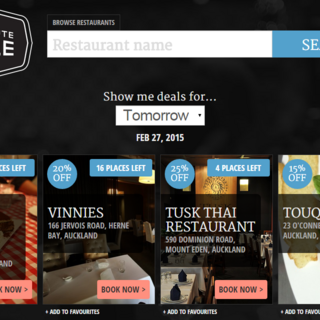 BROWSE RESTAURANTS
Restaurant name
SE
Show me deals for...
Tomorrow
FEB 27, 2015
20% OFF
16 PLACES LEFT
25% OFF
4 PLACES LEFT
15% OFF
VINNIES
166 JERVOIS ROAD, HERNE
BAY, AUCKLAND
TUSK THAI
RESTAURANT
590 DOMINION ROAD,
MOUNT EDEN, AUCKLAND
TOUQ
23 O'CONNE
AUCKLAND,
BOOK NOW >
BOOK NOW >
BOOK NOW >
+ ADD TO FAVOURITES
+ ADD TO FAVOURITES
+ ADD TO